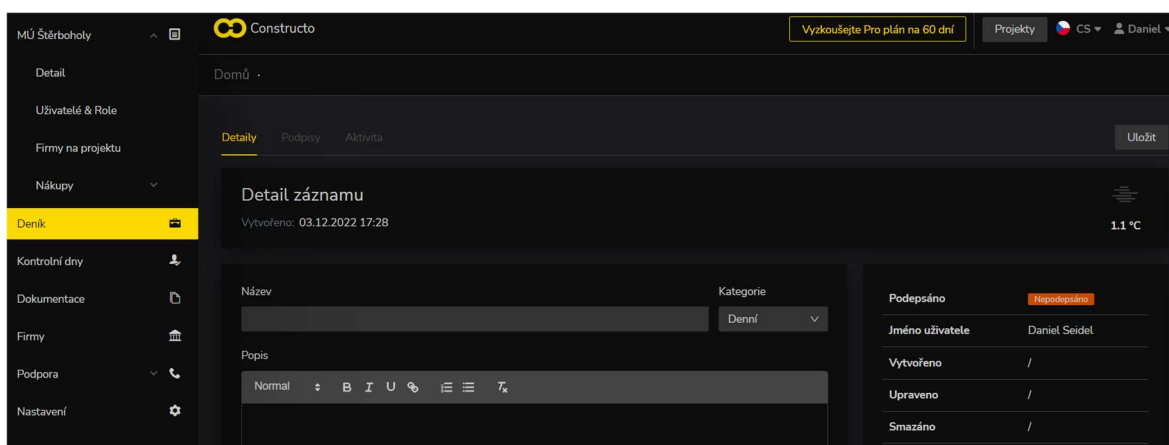 MÚ Štěrboholy
Detail
Uživatelé & Role
Firmy na projektu
Nákupy
Deník
Kontrolní dny
Dokumentace
Firmy
Podpora
Nastavení
Constructo
Vyzkoušejte Pro plán na 60 dní
Projekty
CS
Daniel
Domů ·
Detaily Podpisy Aktivita
Uložit
Detail záznamu
Vytvořeno: 03.12.2022 17:28
1.1 °C
Název
Kategorie
Denní
Popis
Normal B I U Tx
Podepsáno Nepodepsáno
Jméno uživatele Daniel Seidel
Vytvořeno /
Upraveno /
Smazáno /